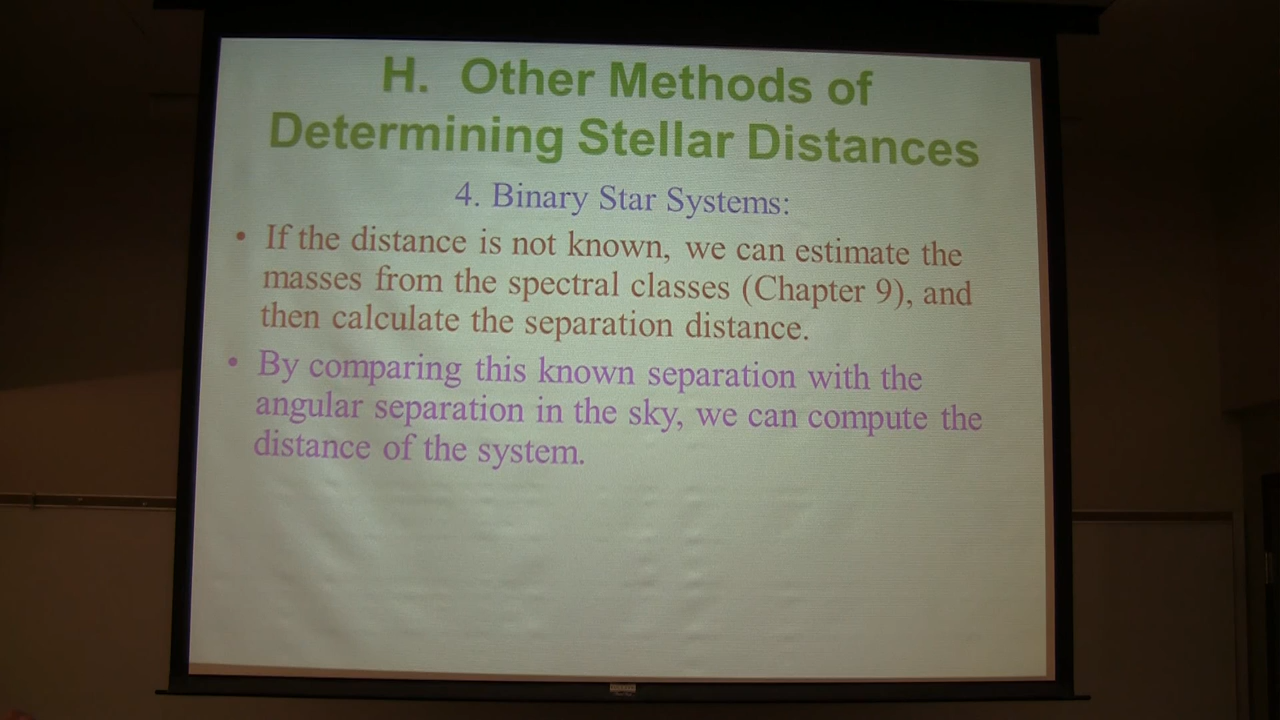 H. Other Methods of
Determining Stellar Distances
4. Binary Star Systems:
• If the distance is not known, we can estimate the
masses from the spectral classes (Chapter 9), and
then calculate the separation distance.
• By comparing this known separation with the
angular separation in the sky, we can compute the
distance of the system.